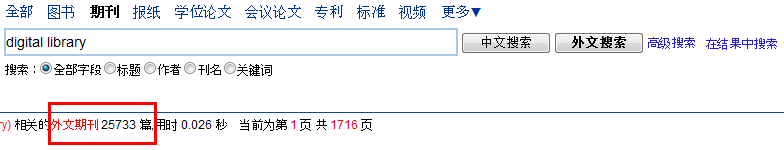 全部 图书 期刊 报纸 学位论文 会议论文 专利 标准 视频 更多▼
digital library 中文搜索 外文搜索 高级搜索 在结果中搜索
搜索：全部字段 标题 作者 刊名 关键词
ry) 相关的外文期刊 25733 篇,用时 0.026 秒 当前为第 1 页 共 1716 页